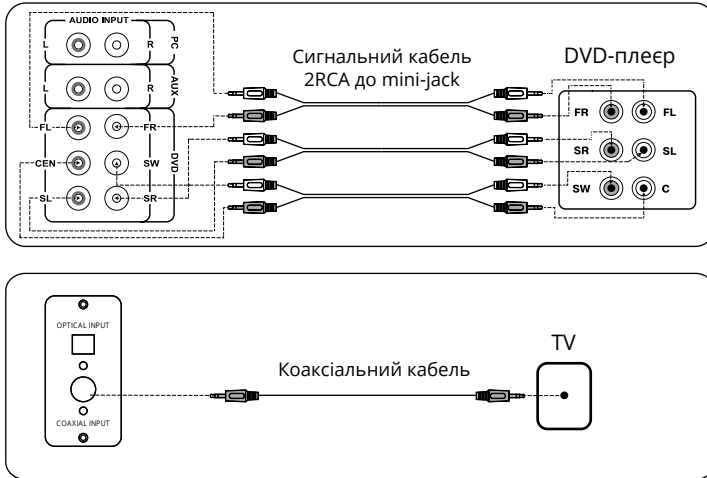 AUDIO INPUT
L R PC
L R AUX
FL FR
CEN SW DVD
SL SR
Сигнальний кабель
2RCA до mini-jack
DVD-плеєр
FR FL
SR SL
SW C
OPTICAL INPUT
COAXIAL INPUT
Коаксіальний кабель
TV